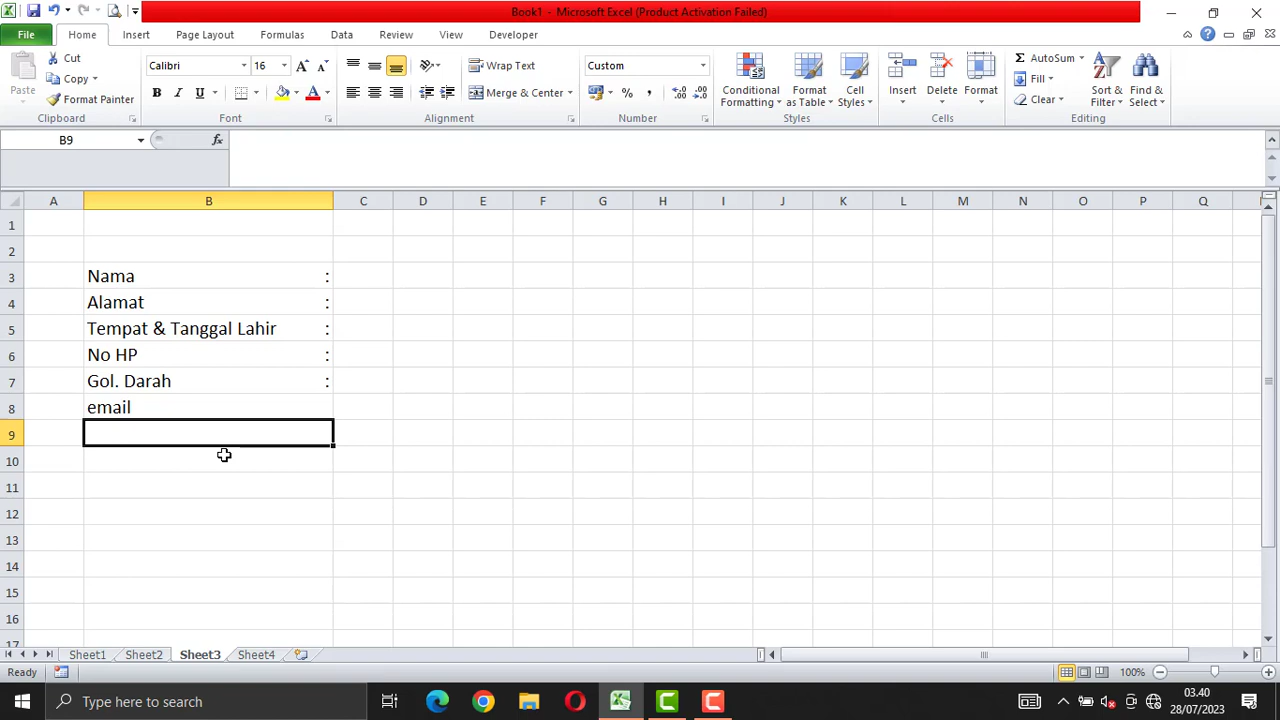 Book1 - Microsoft Excel (Product Activation Failed)
File Home Insert Page Layout Formulas Data Review View Developer
Cut
Copy
Format Painter
Paste
Clipboard
Calibri 16
B I U
Font
Wrap Text
Merge & Center
Alignment
Custom
%
Number
Conditional Formatting
Format as Table
Cell Styles
Styles
Insert Delete Format
Cells
AutoSum
Fill
Clear
Sort & Filter
Find & Select
Editing
B9 fx
A B C D E F G H I J K L M N O P Q
1
2
3 Nama :
4 Alamat :
5 Tempat & Tanggal Lahir :
6 No HP :
7 Gol. Darah :
8 email
9
10
11
12
13
14
15
16
17
Sheet1 Sheet2 Sheet3 Sheet4
Ready 100%
Type here to search
03.40
28/07/2023